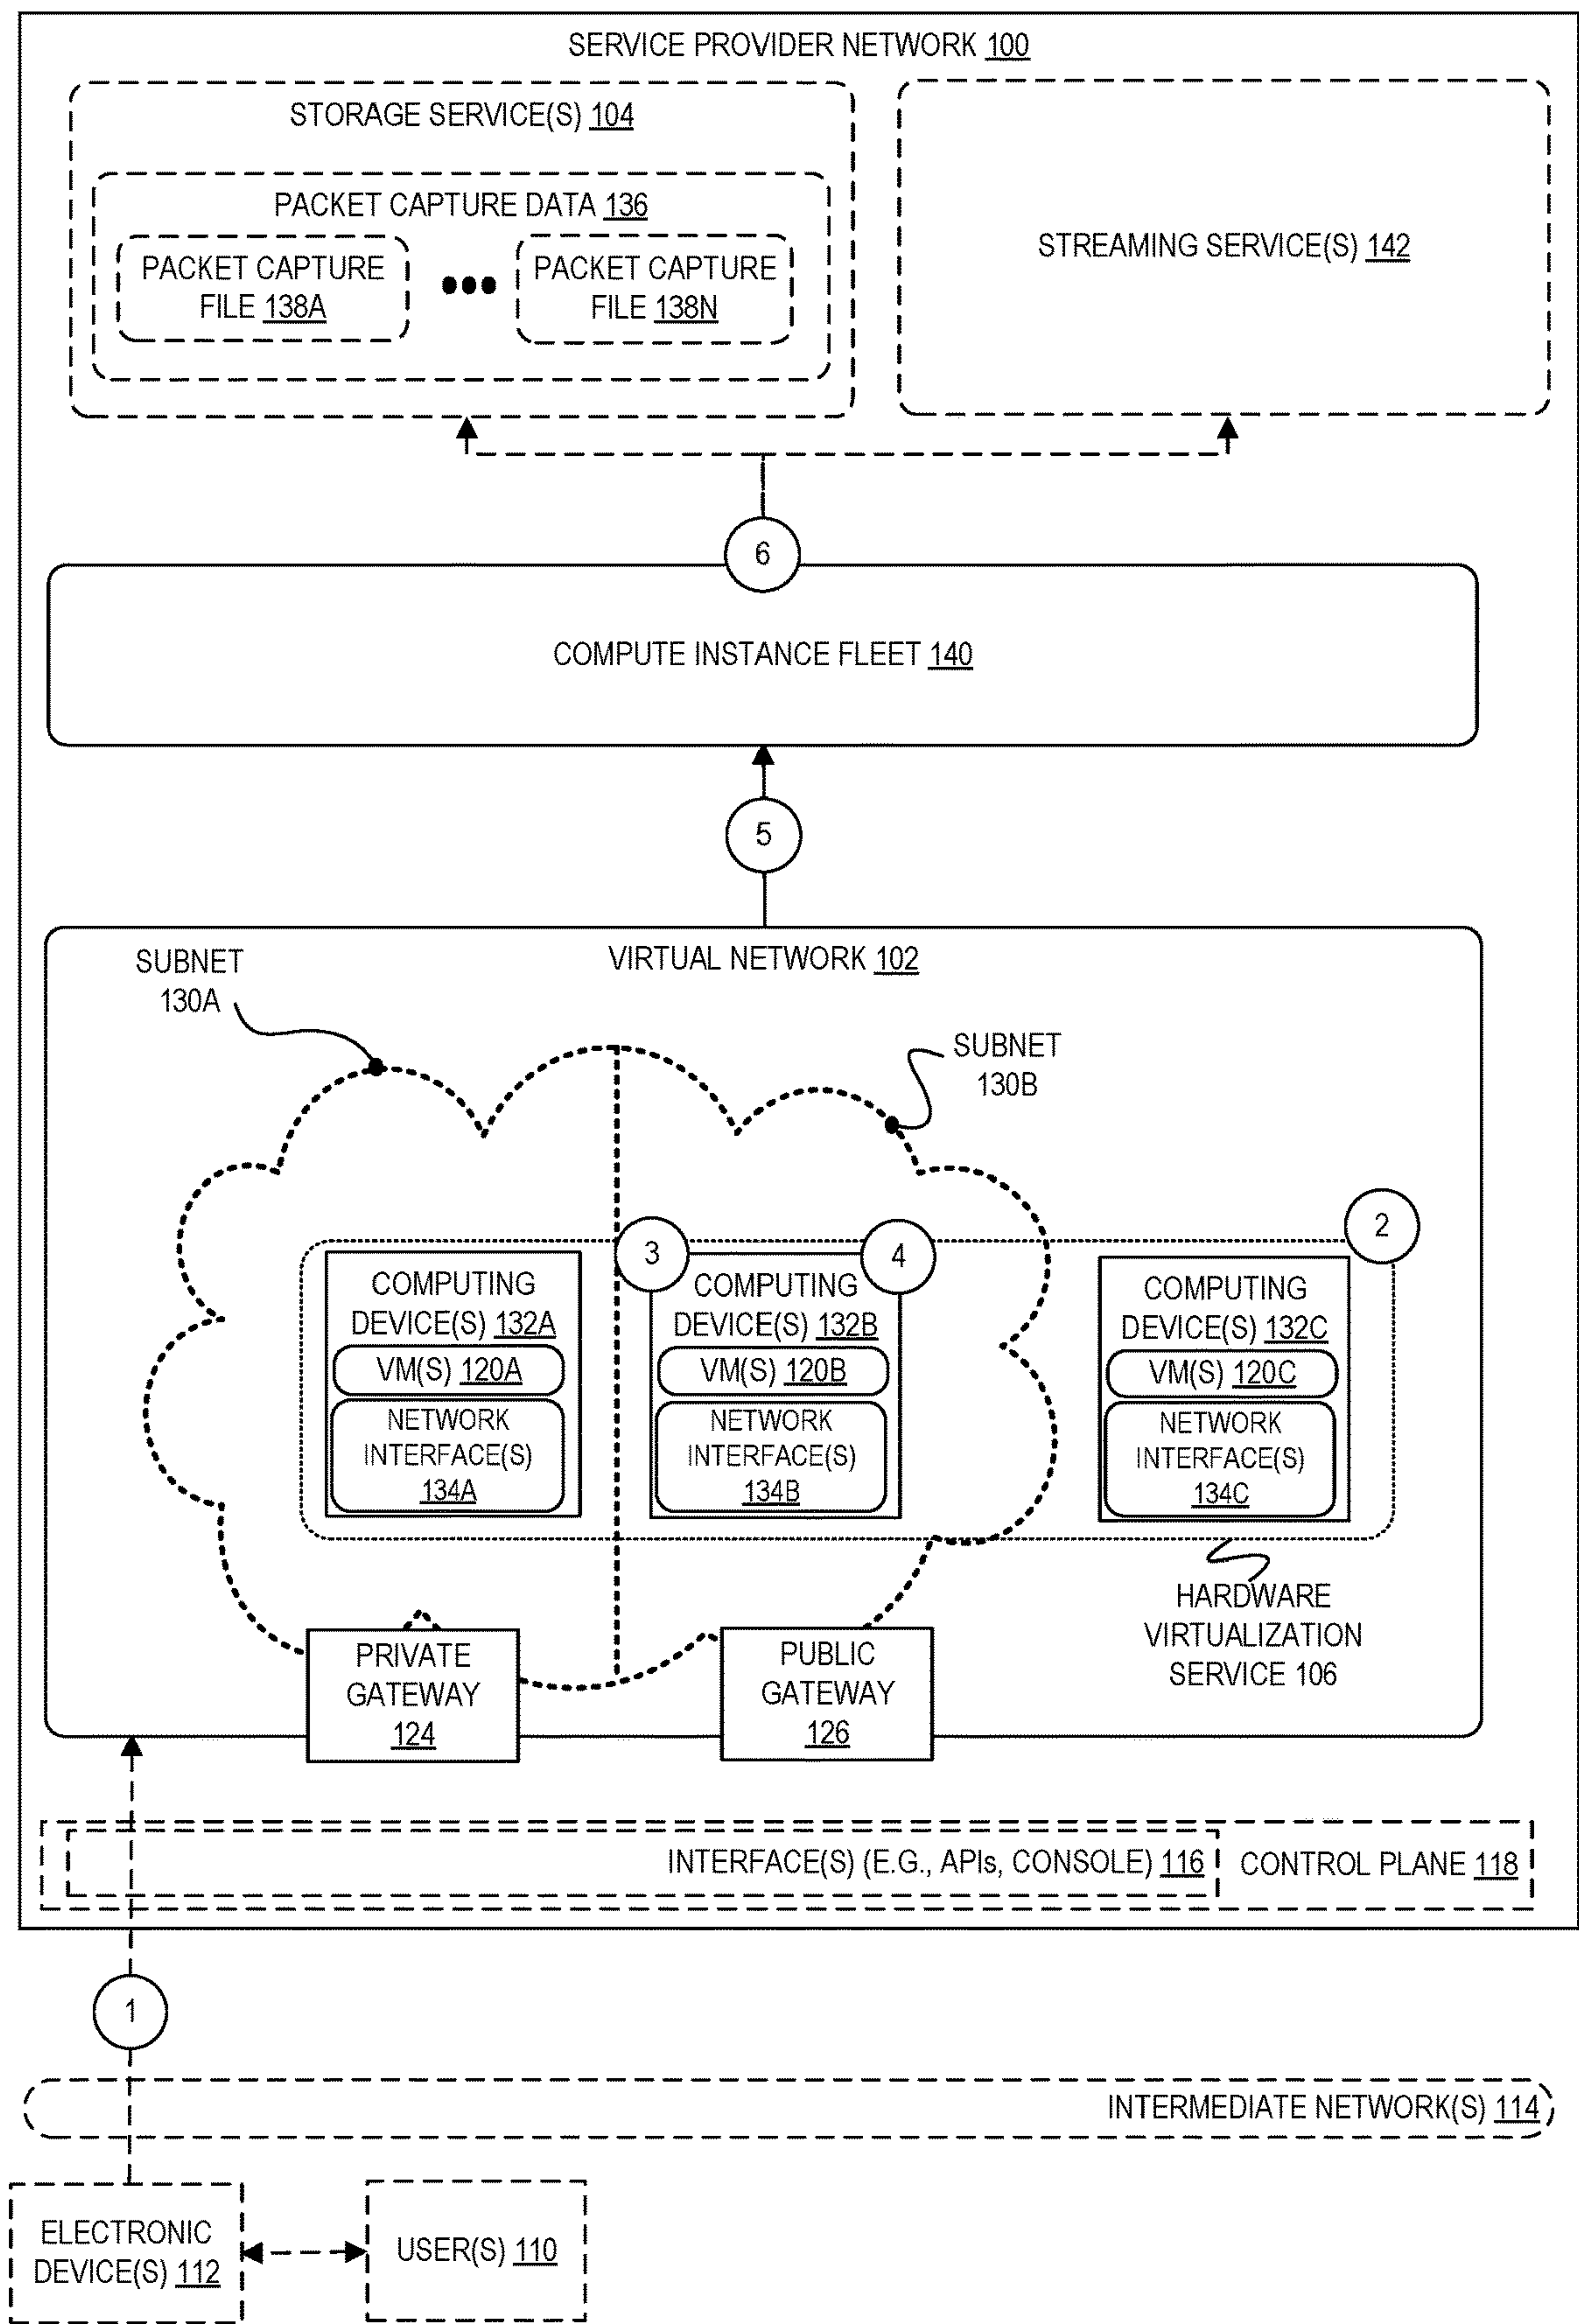 SERVICE PROVIDER NETWORK 100
STORAGE SERVICE(S) 104
PACKET CAPTURE DATA 136
PACKET CAPTURE
FILE 138A
PACKET CAPTURE
FILE 138N
STREAMING SERVICE(S) 142
6
COMPUTE INSTANCE FLEET 140
5
VIRTUAL NETWORK 102
SUBNET
130A
SUBNET
130B
2
3
4
COMPUTING
DEVICE(S) 132A
VM(S) 120A
NETWORK
INTERFACE(S)
134A
COMPUTING
DEVICE(S) 132B
VM(S) 120B
NETWORK
INTERFACE(S)
134B
COMPUTING
DEVICE(S) 132C
VM(S) 120C
NETWORK
INTERFACE(S)
134C
HARDWARE
VIRTUALIZATION
SERVICE 106
PRIVATE
GATEWAY
124
PUBLIC
GATEWAY
126
INTERFACE(S) (E.G., APIs, CONSOLE) 116
CONTROL PLANE 118
1
INTERMEDIATE NETWORK(S) 114
ELECTRONIC
DEVICE(S) 112
USER(S) 110